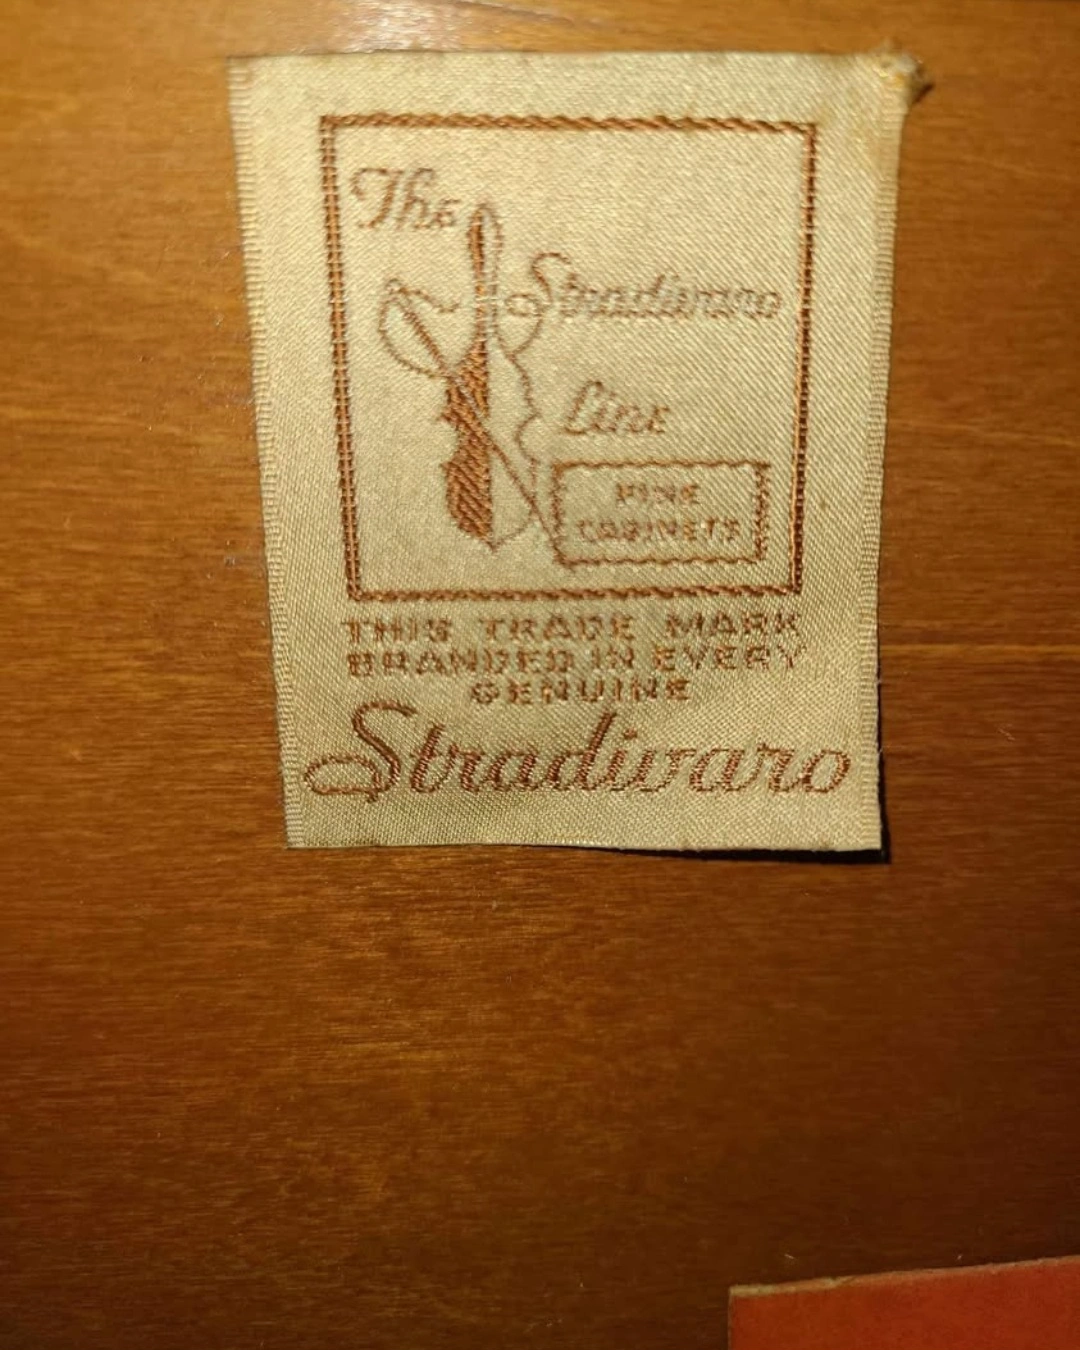 The
Stradivaro
Line
FINE
CABINETS
THIS TRADE MARK
BRANDED IN EVERY
GENUINE
Stradivaro